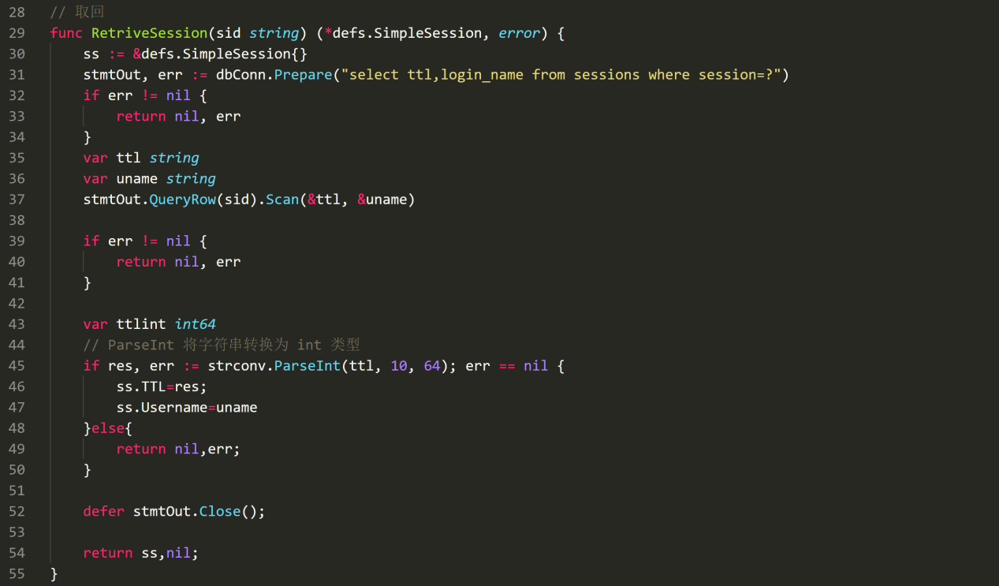 28 // 取回
29 func RetriveSession(sid string) (*defs.SimpleSession, error) {
30     ss := &defs.SimpleSession{}
31     stmtOut, err := dbConn.Prepare("select ttl,login_name from sessions where session=?")
32     if err != nil {
33         return nil, err
34     }
35     var ttl string
36     var uname string
37     stmtOut.QueryRow(sid).Scan(&ttl, &uname)
38
39     if err != nil {
40         return nil, err
41     }
42
43     var ttlint int64
44     // ParseInt 将字符串转换为 int 类型
45     if res, err := strconv.ParseInt(ttl, 10, 64); err == nil {
46         ss.TTL=res;
47         ss.Username=uname
48     }else{
49         return nil,err;
50     }
51
52     defer stmtOut.Close();
53
54     return ss,nil;
55 }